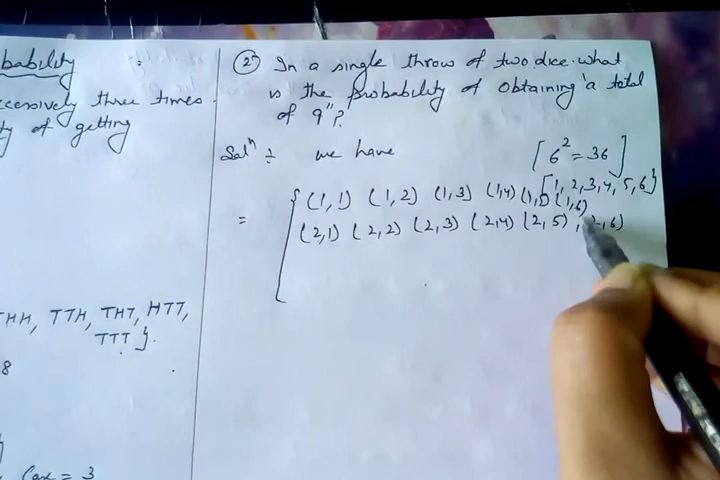 bability :
ccessively three times.
ty of getting
THH, TTH, THT, HTT,
TTT }.
8
Case = 3
② In a single throw of two dice. what
is the probability of obtaining "a total
of 9"?
Solⁿ ÷ we have [6² = 36]
[1, 2, 3, 4, 5, 6}
= { (1,1) (1,2) (1,3) (1,4) (1,5) (1,6)
(2,1) (2,2) (2,3) (2,4) (2,5), 2,6)